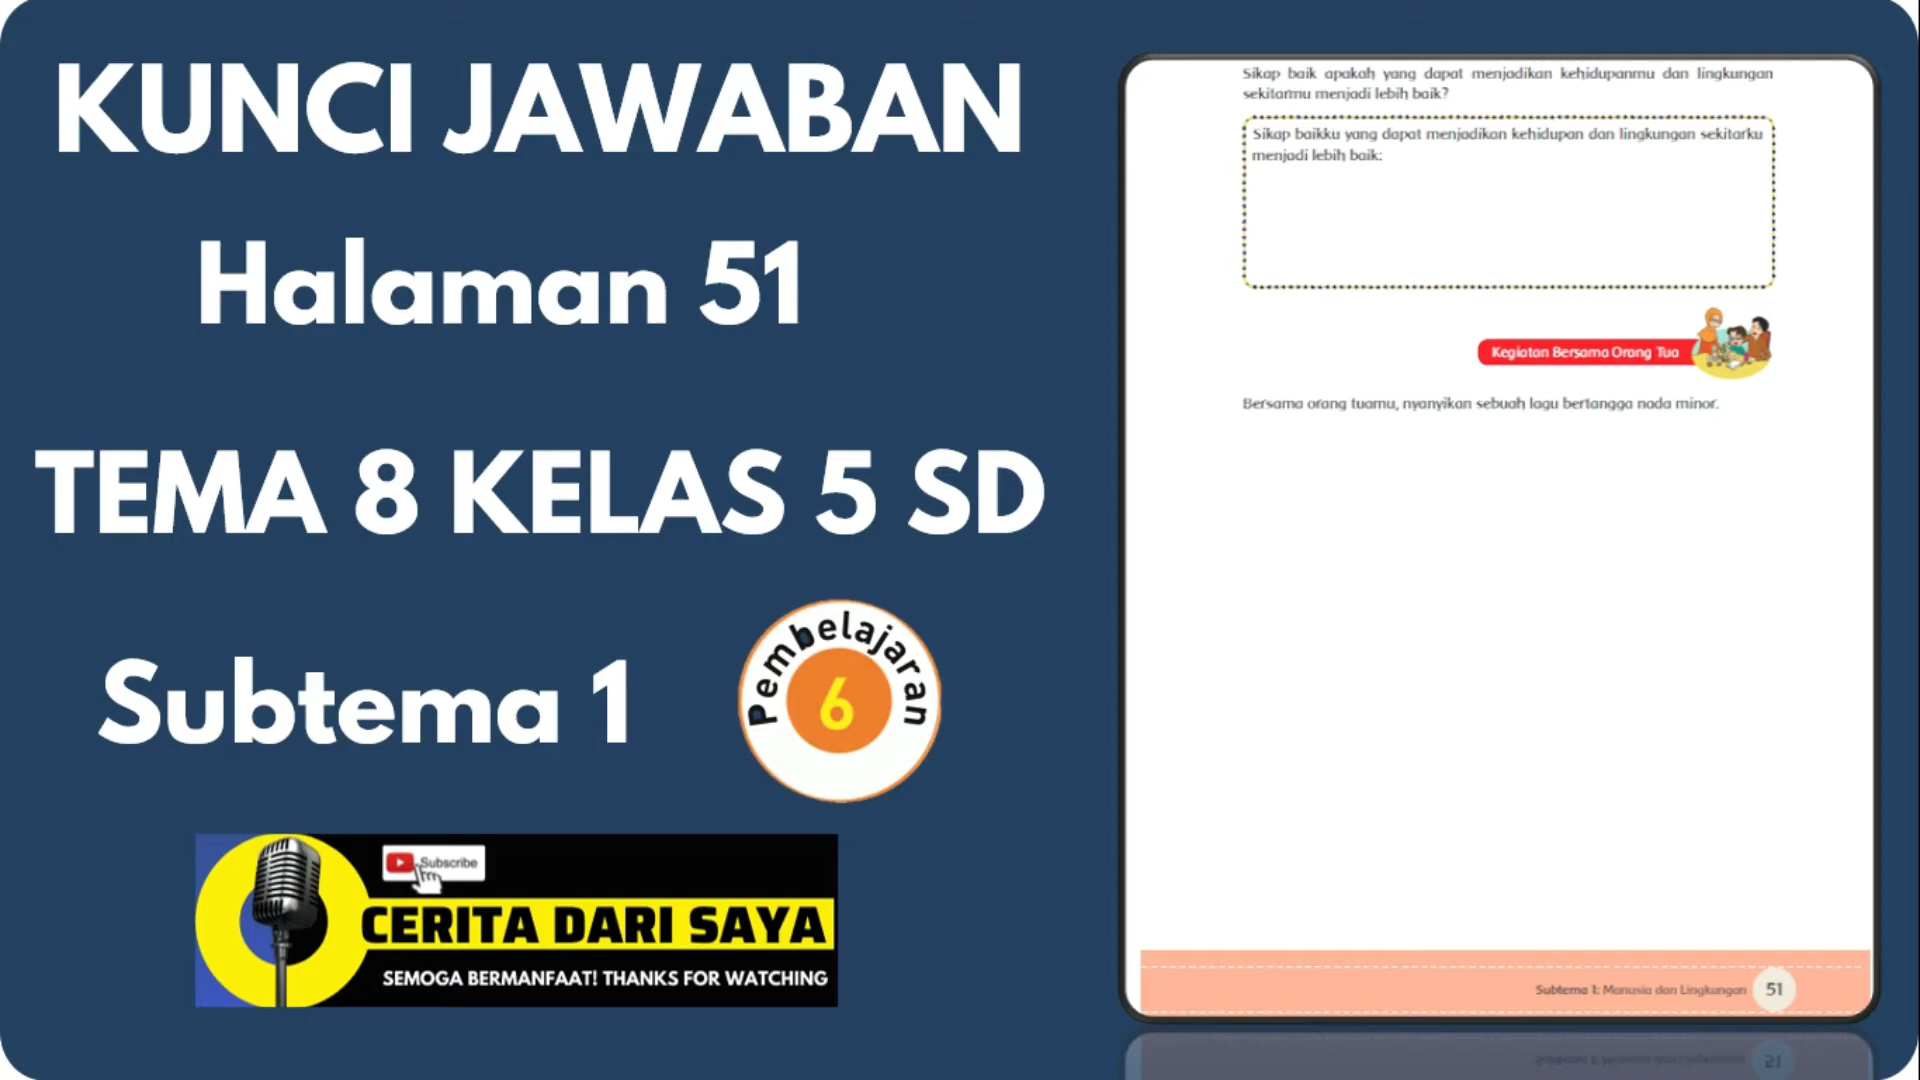 KUNCI JAWABAN
Halaman 51
TEMA 8 KELAS 5 SD
Subtema 1
Pembelajaran
6
Subscribe
CERITA DARI SAYA
SEMOGA BERMANFAAT! THANKS FOR WATCHING
Sikap baik apakah yang dapat menjadikan kehidupanmu dan lingkungan
sekitarmu menjadi lebih baik?
Sikap baikku yang dapat menjadikan kehidupan dan lingkungan sekitarku
menjadi lebih baik:
Kegiatan Bersama Orang Tua
Bersama orang tuamu, nyanyikan sebuah lagu bertangga nada minor.
Subtema 1: Manusia dan Lingkungan
51